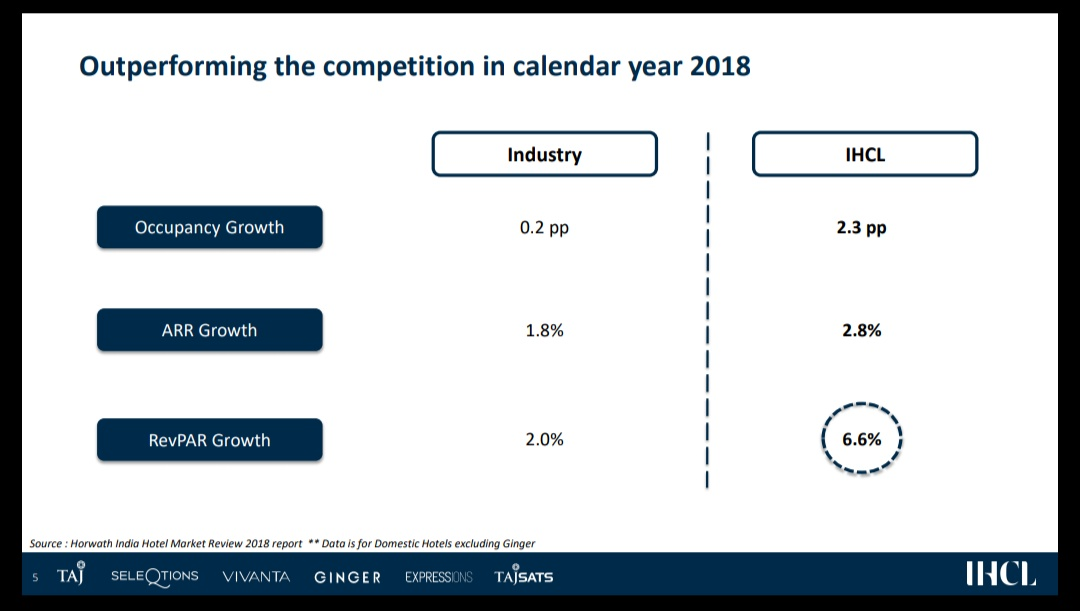 Outperforming the competition in calendar year 2018
Industry IHCL
Occupancy Growth 0.2 pp 2.3 pp
ARR Growth 1.8% 2.8%
RevPAR Growth 2.0% 6.6%
Source : Horwath India Hotel Market Review 2018 report ** Data is for Domestic Hotels excluding Ginger
5 TAJ SELEQTIONS VIVANTA GINGER EXPRESSIONS TAJSATS IHCL